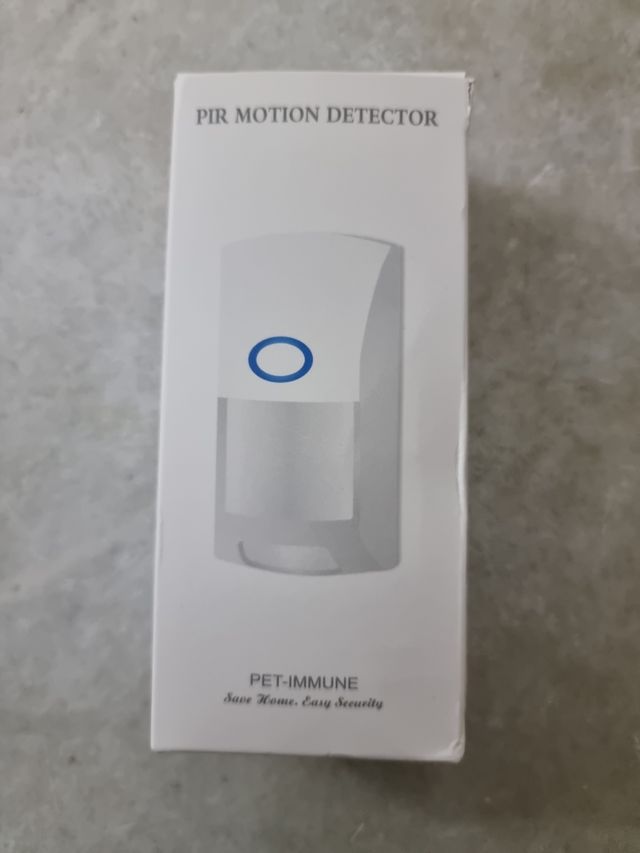 PIR MOTION DETECTOR
PET-IMMUNE
Save Home. Easy Security